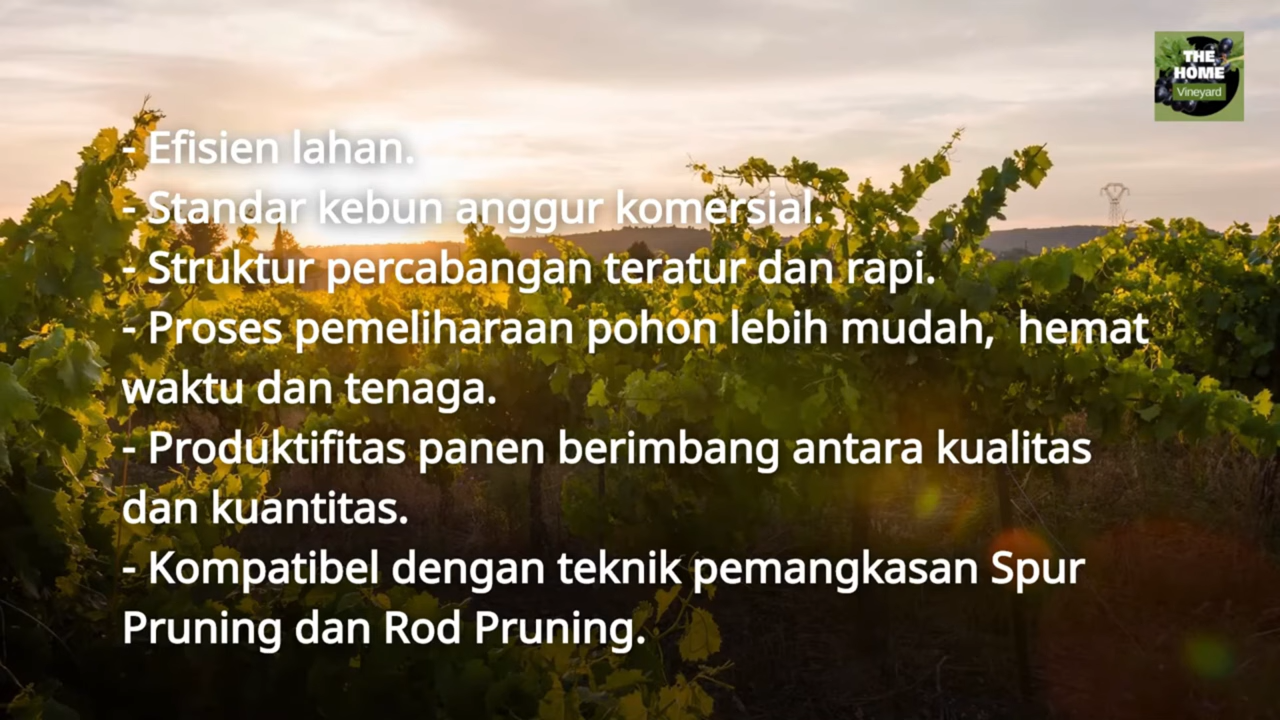 THE
HOME
Vineyard
- Efisien lahan.
- Standar kebun anggur komersial.
- Struktur percabangan teratur dan rapi.
- Proses pemeliharaan pohon lebih mudah,  hemat
waktu dan tenaga.
- Produktifitas panen berimbang antara kualitas
dan kuantitas.
- Kompatibel dengan teknik pemangkasan Spur
Pruning dan Rod Pruning.